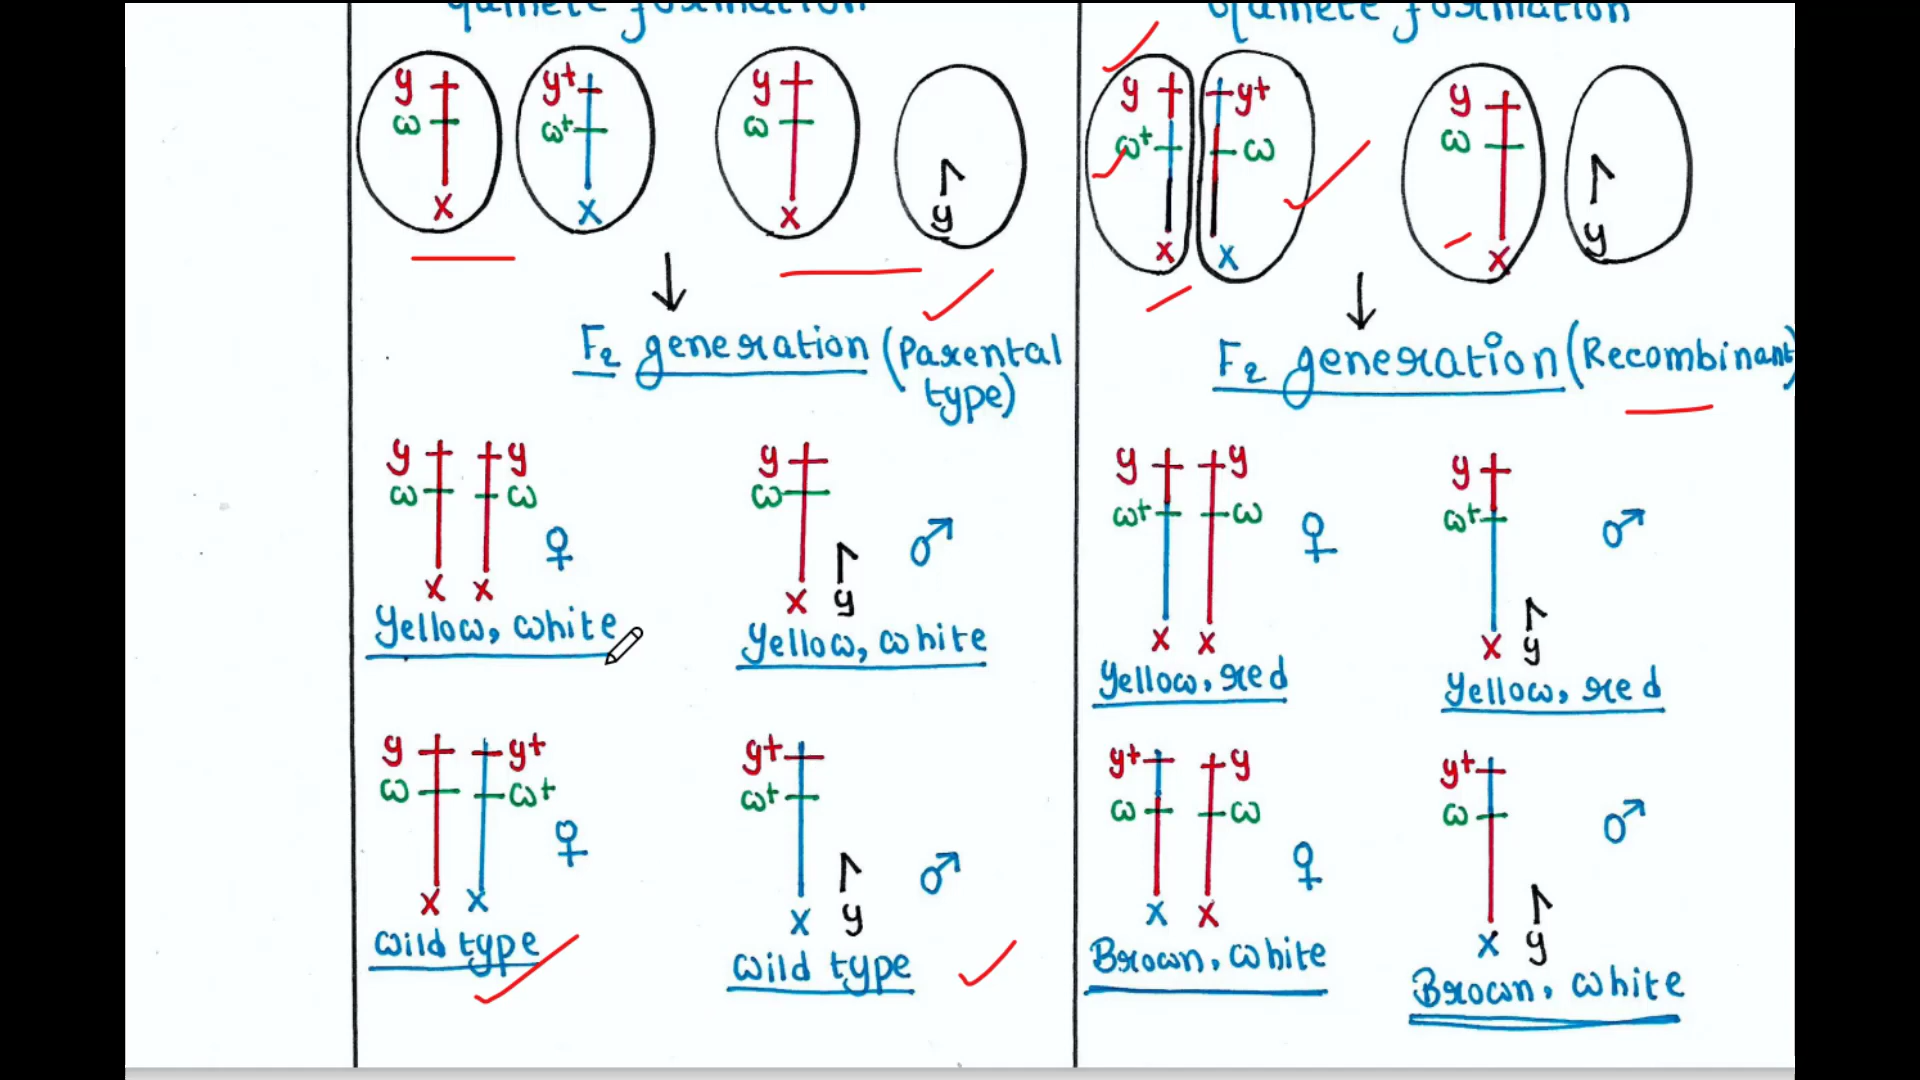 Gamete formation
y
w
x
y+
w+
x
y
w
x
y
F2 generation (Parental
type)
y y
w w
x x
♀
Yellow, white
y
w
x y
♂
Yellow, white
y y+
w w+
x x
♀
wild type
y+
w+
x y
♂
wild type
Gamete formation
y
w+
x
y+
w
x
y
w
x
y
F2 generation (Recombinant)
y y
w+ w
x x
♀
Yellow, red
y
w+
x y
♂
Yellow, red
y+ y
w w
x x
♀
Brown, white
y+
w
x y
♂
Brown, white